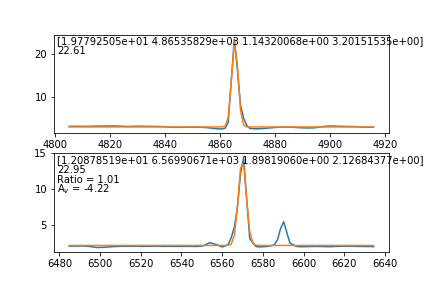 [1.97792505e+01 4.86535829e+03 1.14320068e+00 3.20151535e+00]
22.61
20
10
4800 4820 4840 4860 4880 4900 4920
[1.20878519e+01 6.56990671e+03 1.89819060e+00 2.12684377e+00]
22.95
Ratio = 1.01
Aᵥ = -4.22
15
10
5
6480 6500 6520 6540 6560 6580 6600 6620 6640